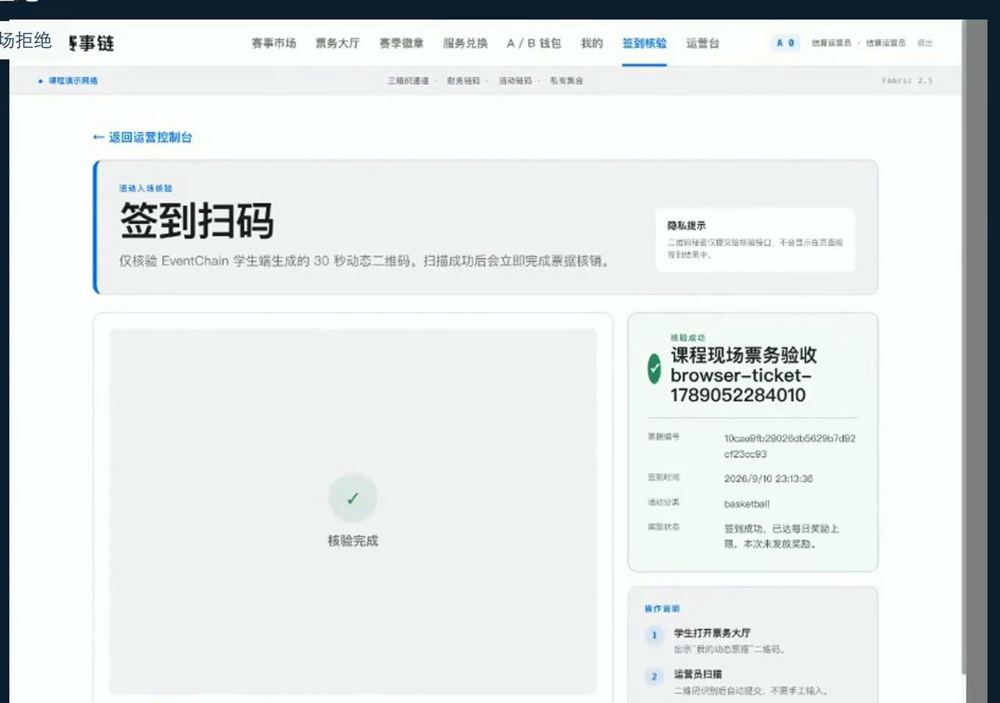 场拒绝
赛事链
赛事市场 票务大厅 赛季徽章 服务兑换 A / B 钱包 我的 签到核验 运营台 A 0 结算运营员 · 结算运营员 退出
课程演示网络 三组织通道 · 财务链码 · 活动链码 · 私有集合 Fabric 2.5
← 返回运营控制台
活动入场核验
签到扫码
仅核验 EventChain 学生端生成的 30 秒动态二维码。扫描成功后会立即完成票据核销。
隐私提示
二维码秘密仅提交给核验接口，不会显示在页面或
签到结果中。
核验成功
课程现场票务验收
browser-ticket-
1789052284010
票据编号 10cae9fb29026db5629b7d92
cf23cc93
签到时间 2026/9/10 23:13:36
活动分类 basketball
奖励状态 签到成功，已达每日奖励上
限，本次未发放奖励。
✓
核验完成
操作说明
1 学生打开票务大厅
出示“我的动态票据”二维码。
2 运营员扫描
二维码识别后自动提交，不需手工输入。